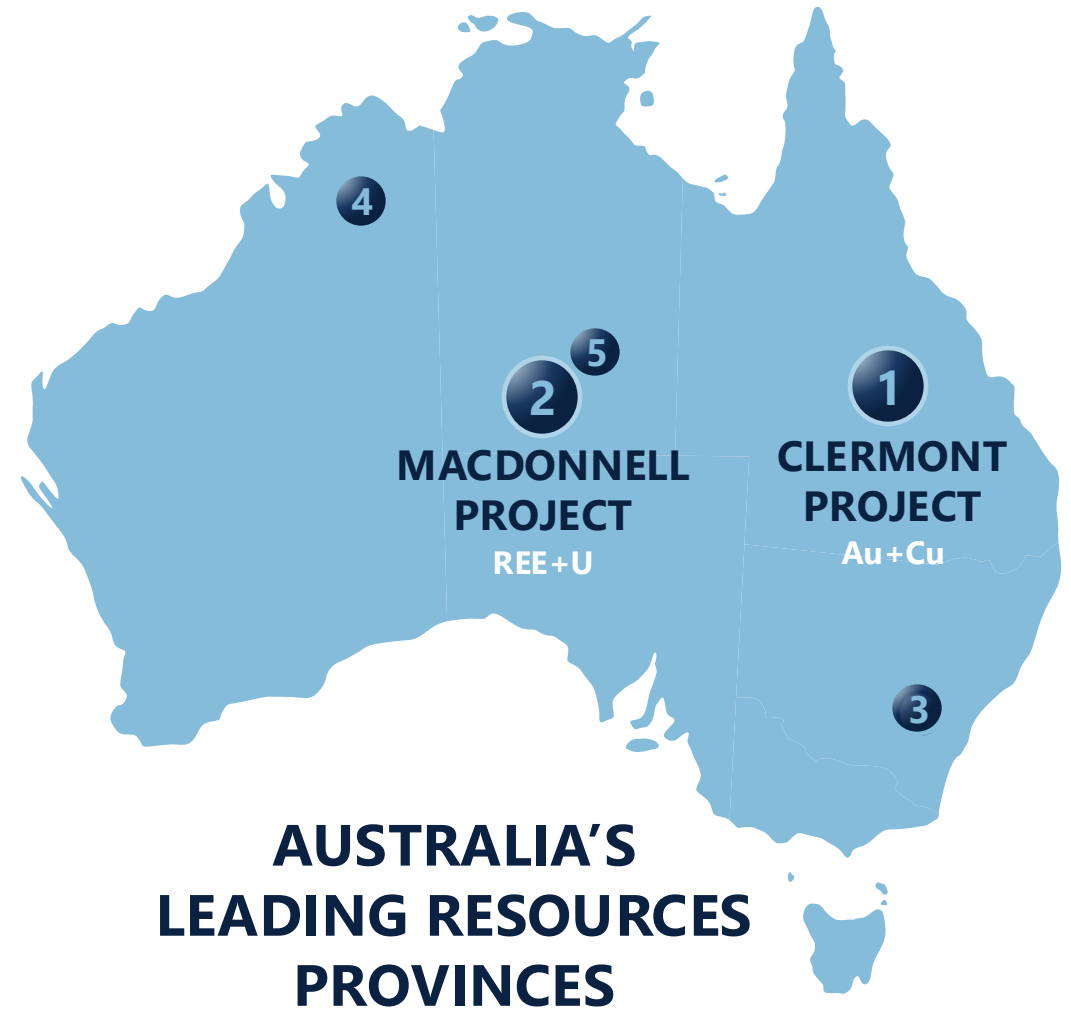 4
5
2
1
MACDONNELL
PROJECT
REE+U
CLERMONT
PROJECT
Au+Cu
3
AUSTRALIA’S
LEADING RESOURCES
PROVINCES